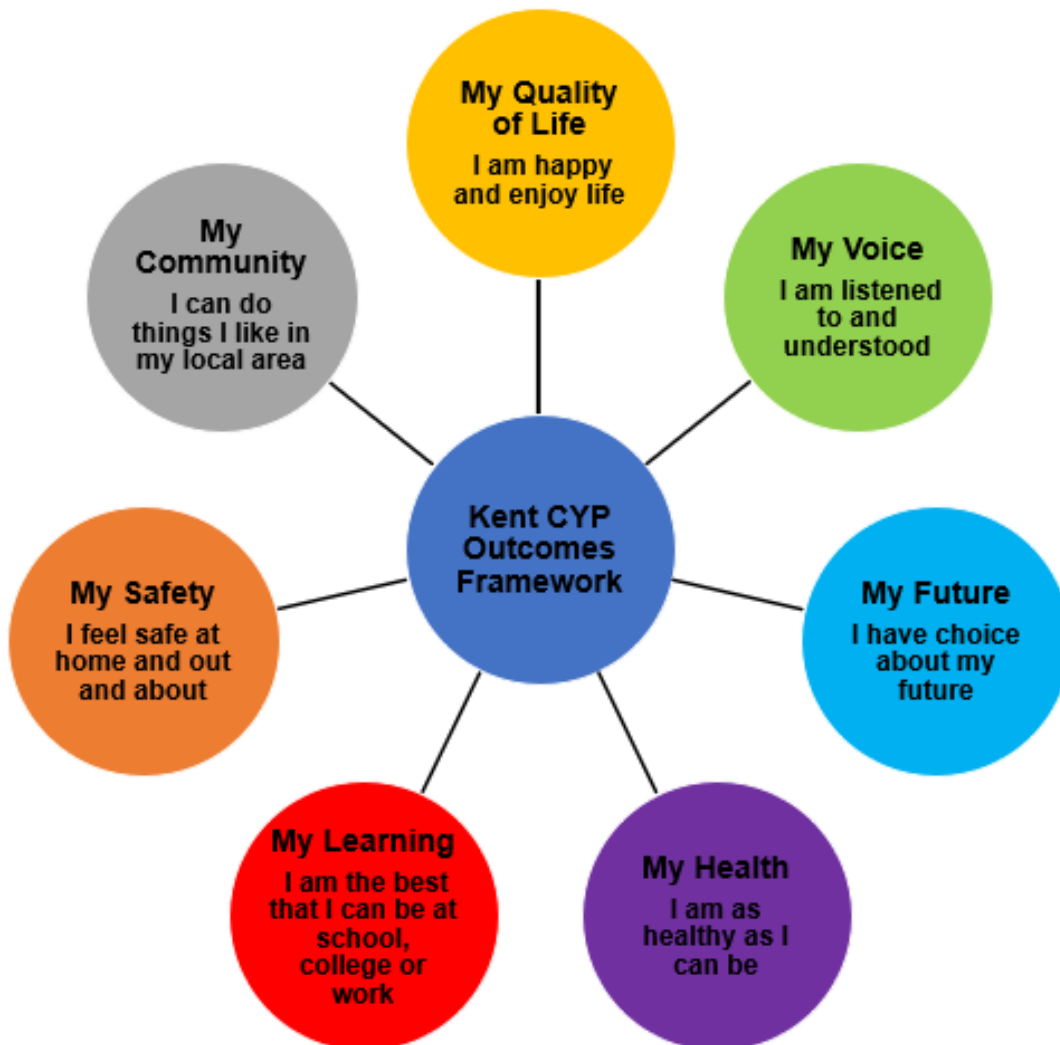 My Quality
of Life
I am happy
and enjoy life
My Voice
I am listened
to and
understood
My Future
I have choice
about my
future
My Health
I am as
healthy as I
can be
My Learning
I am the best
that I can be at
school,
college or
work
My Safety
I feel safe at
home and out
and about
My
Community
I can do
things I like in
my local area
Kent CYP
Outcomes
Framework